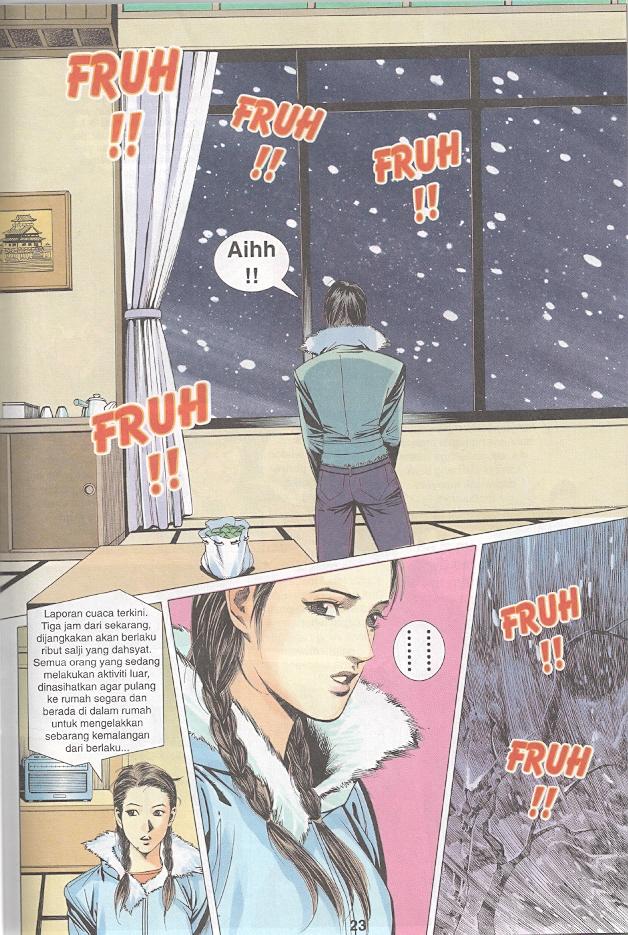 FRUH
!!
FRUH
!!
FRUH
!!
Aihh
!!
FRUH
!!
Laporan cuaca terkini.
Tiga jam dari sekarang,
dijangkakan akan berlaku
ribut salji yang dahsyat.
Semua orang yang sedang
melakukan aktiviti luar,
dinasihatkan agar pulang
ke rumah segara dan
berada di dalam rumah
untuk mengelakkan
sebarang kemalangan
dari berlaku...
FRUH
!!
FRUH
!!
23